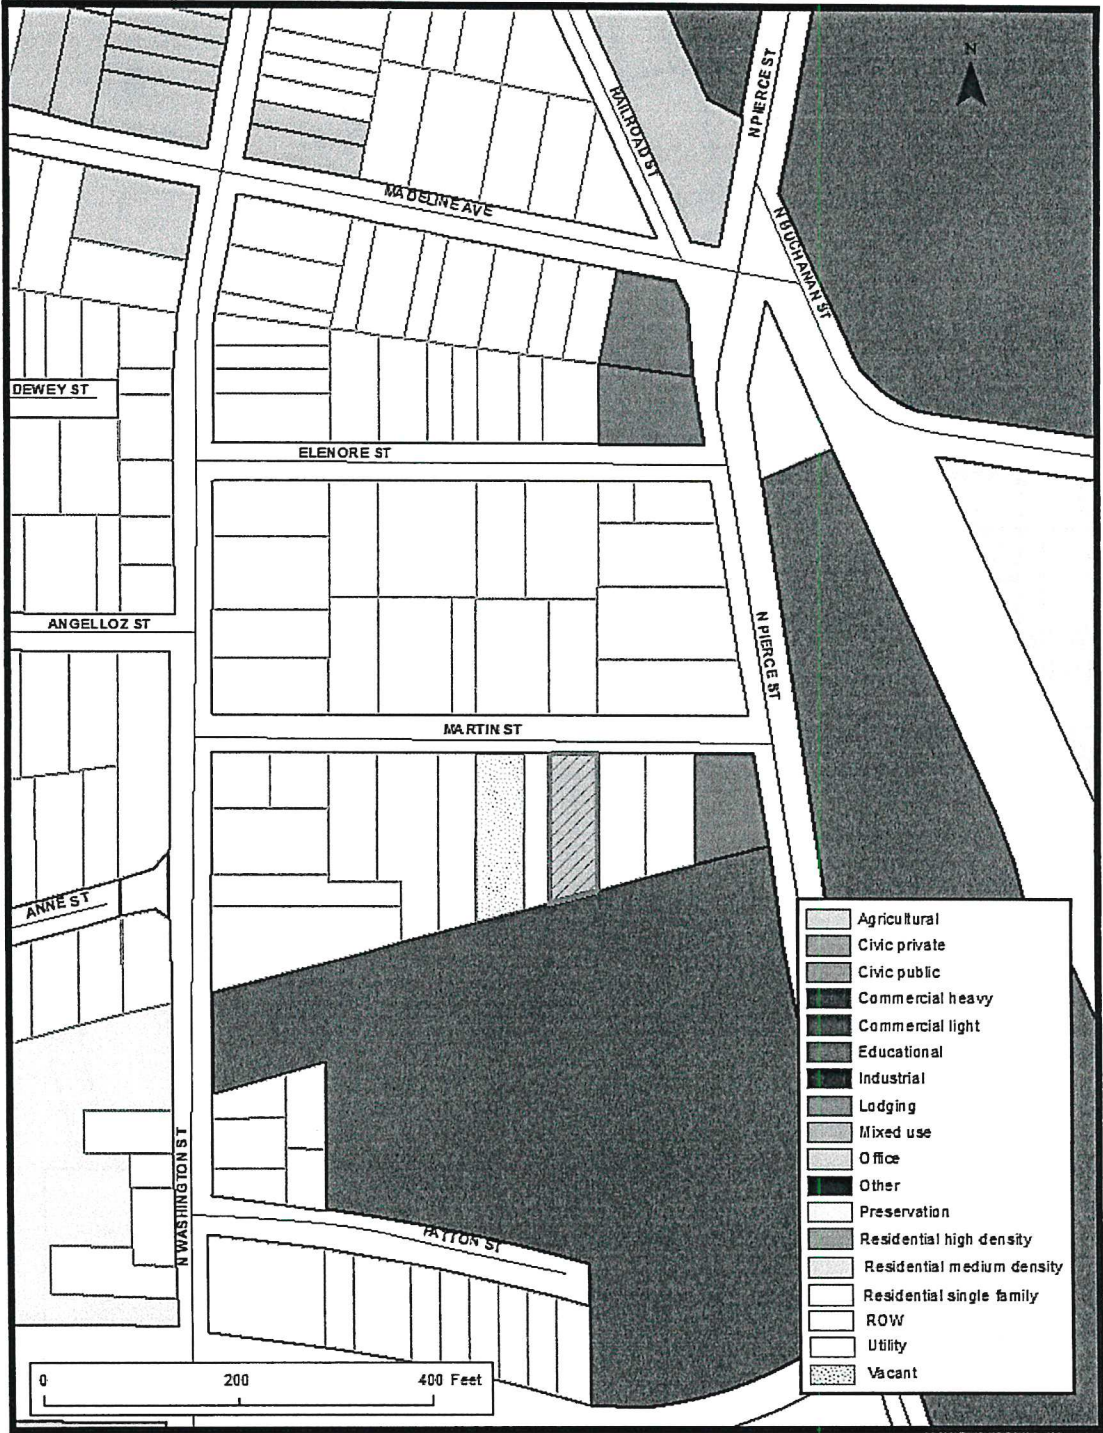 N
RAILROAD ST
N PIERCE ST
N BUCHANAN ST
MADELINE AVE
DEWEY ST
ELENORE ST
ANGELLOZ ST
N PIERCE ST
MARTIN ST
ANNE ST
N WASHINGTON ST
PATTON ST
Agricultural
Civic private
Civic public
Commercial heavy
Commercial light
Educational
Industrial
Lodging
Mixed use
Office
Other
Preservation
Residential high density
Residential medium density
Residential single family
ROW
Utility
Vacant
0 200 400 Feet